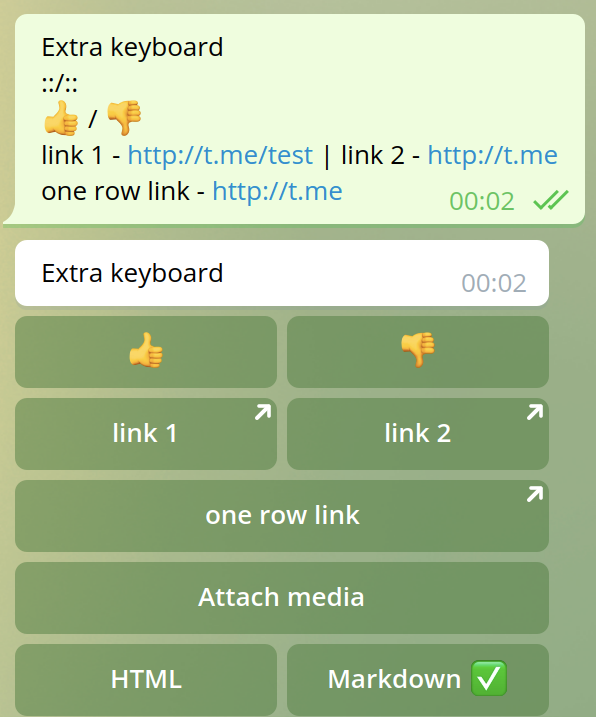 Extra keyboard
::/::
👍 / 👎
link 1 - http://t.me/test | link 2 - http://t.me
one row link - http://t.me
00:02
Extra keyboard
00:02
👍 👎
link 1 link 2
one row link
Attach media
HTML Markdown ✅